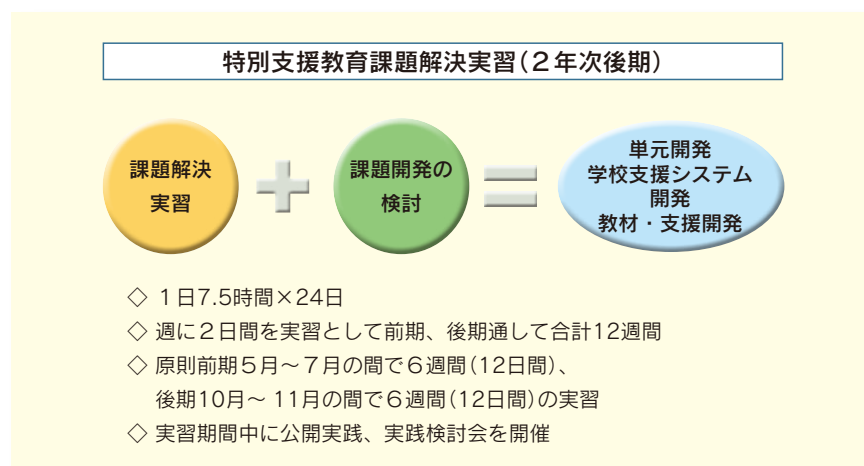 特別支援教育課題解決実習(２年次後期)
課題解決
実習
＋
課題開発の
検討
＝
単元開発
学校支援システム
開発
教材・支援開発
◇ １日7.5時間×24日
◇ 週に２日間を実習として前期、後期通して合計12週間
◇ 原則前期５月〜７月の間で６週間(12日間)、
後期10月〜 11月の間で６週間(12日間)の実習
◇ 実習期間中に公開実践、実践検討会を開催